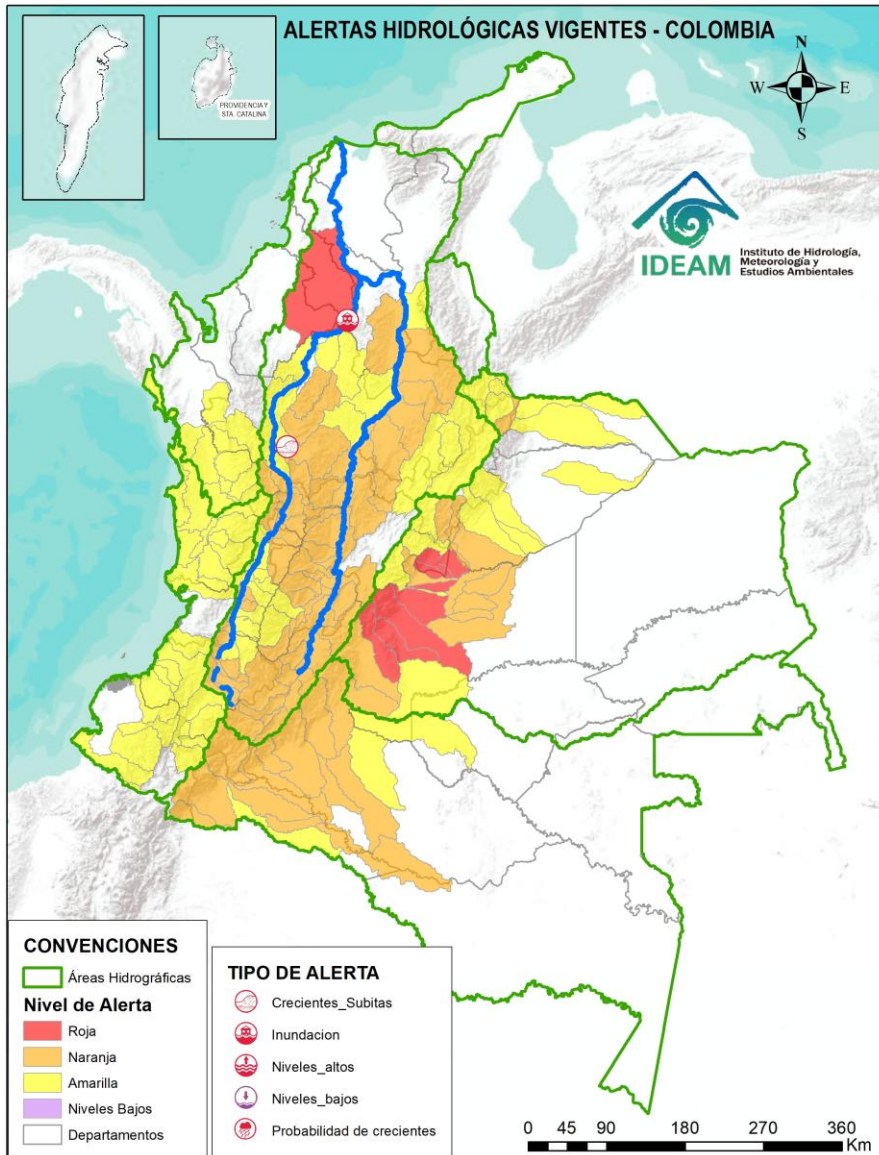 ALERTAS HIDROLÓGICAS VIGENTES - COLOMBIA
PROVIDENCIA Y
STA. CATALINA
N
W
E
S
IDEAM
Instituto de Hidrología,
Meteorología y
Estudios Ambientales
CONVENCIONES
Áreas Hidrográficas
Nivel de Alerta
Roja
Naranja
Amarilla
Niveles Bajos
Departamentos
TIPO DE ALERTA
Crecientes_Subitas
Inundacion
Niveles_altos
Niveles_bajos
Probabilidad de crecientes
0 45 90 180 270 360
Km